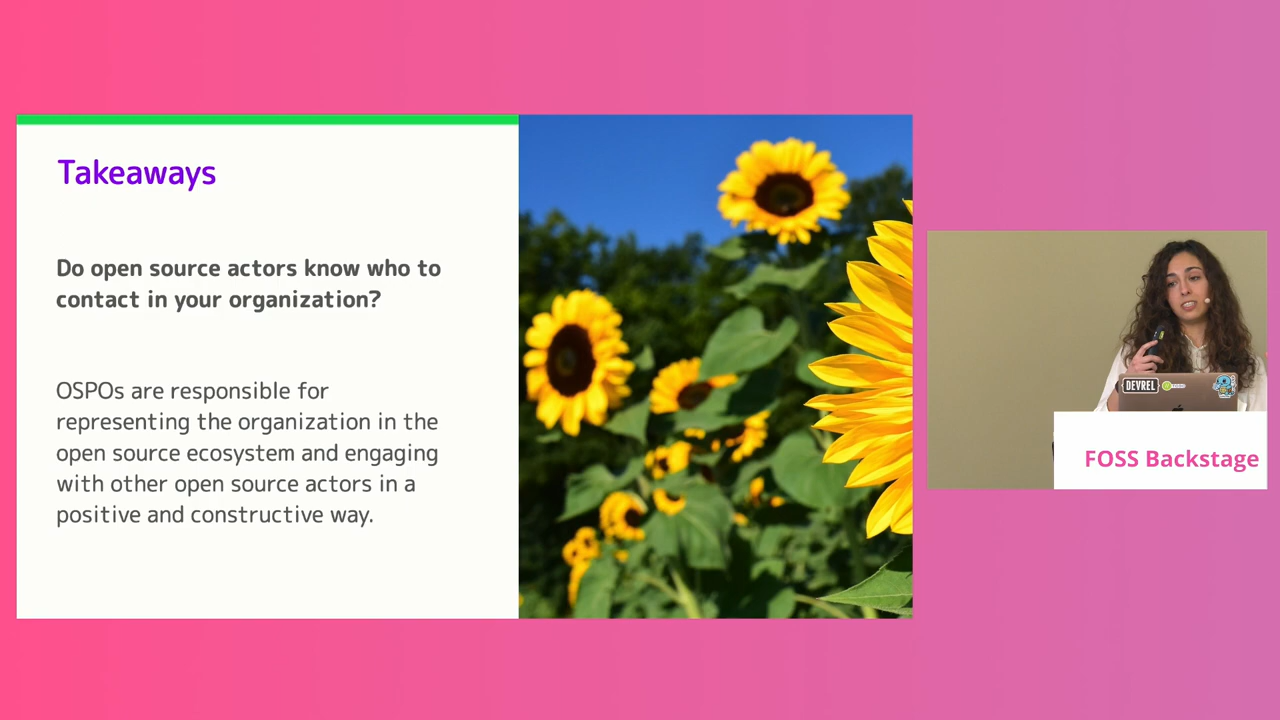 Takeaways
Do open source actors know who to
contact in your organization?
OSPOs are responsible for
representing the organization in the
open source ecosystem and engaging
with other open source actors in a
positive and constructive way.
DEVREL
FOSS Backstage